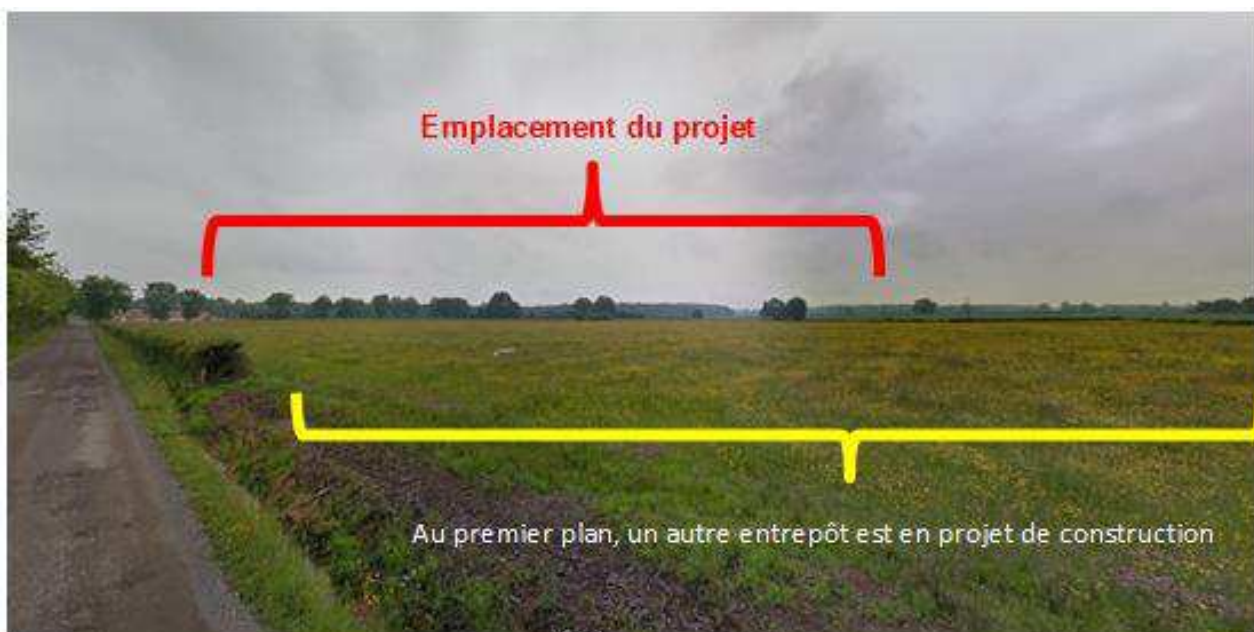 Emplacement du projet
Au premier plan, un autre entrepôt est en projet de construction